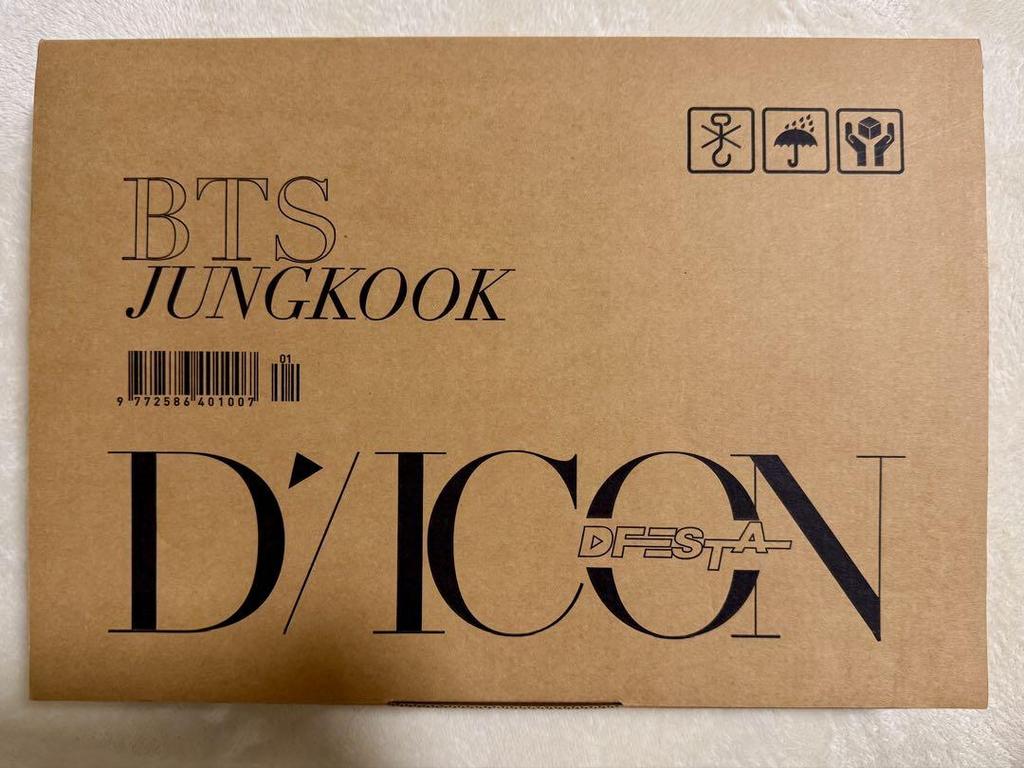 BTS
JUNGKOOK
01
9 772586 401007
D'/ICON
DFESTA